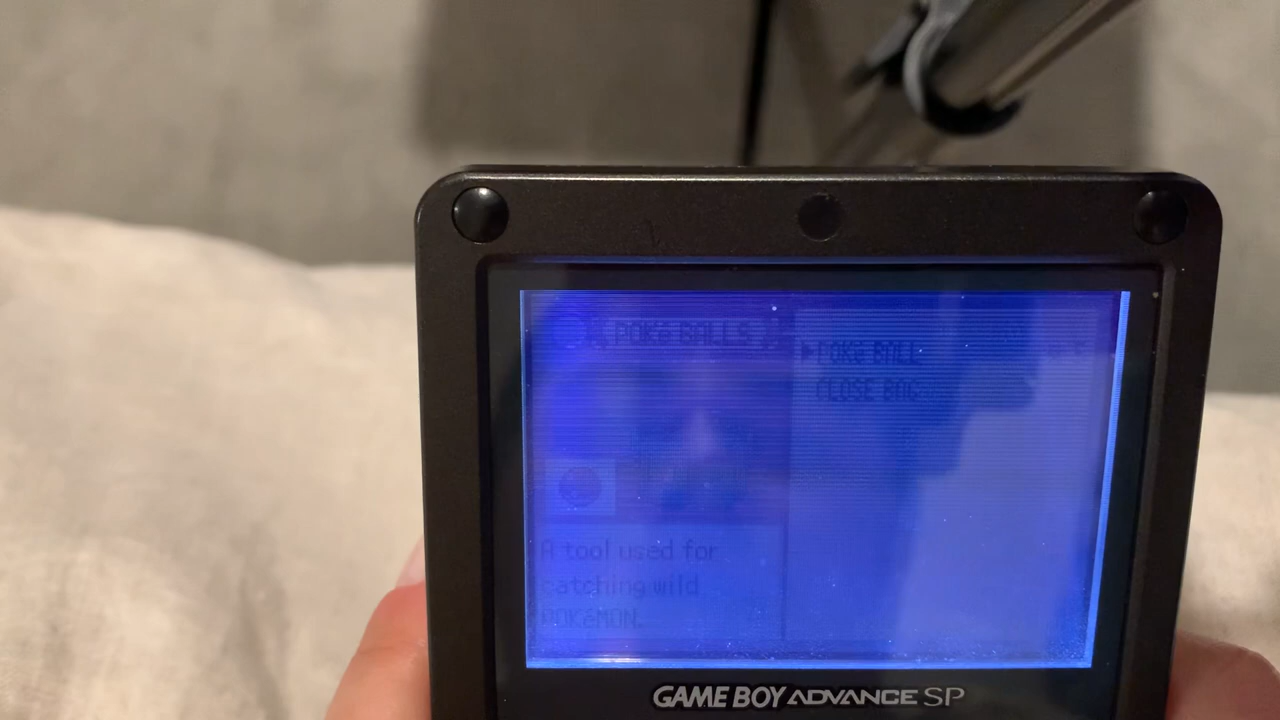 POKé BALLS
▶POKé BALL
CLOSE BAG
A tool used for
catching wild
POKéMON.
GAME BOY ADVANCE SP